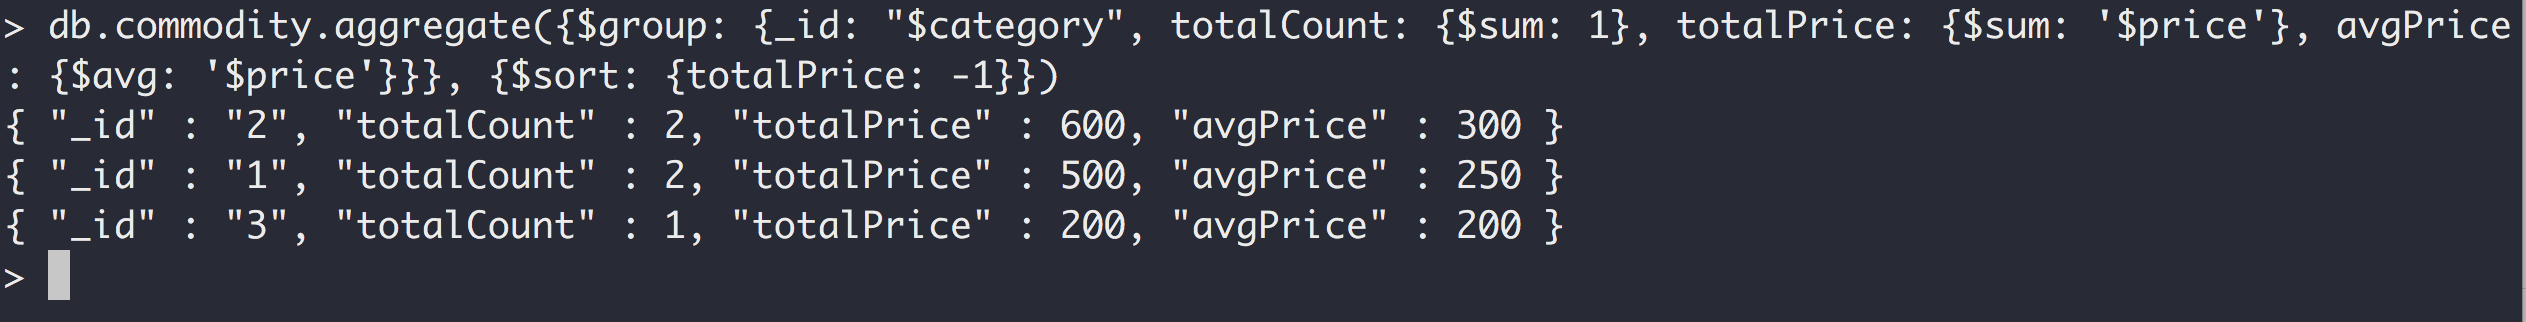 > db.commodity.aggregate({$group: {_id: "$category", totalCount: {$sum: 1}, totalPrice: {$sum: '$price'}, avgPrice
: {$avg: '$price'}}}, {$sort: {totalPrice: -1}})
{ "_id" : "2", "totalCount" : 2, "totalPrice" : 600, "avgPrice" : 300 }
{ "_id" : "1", "totalCount" : 2, "totalPrice" : 500, "avgPrice" : 250 }
{ "_id" : "3", "totalCount" : 1, "totalPrice" : 200, "avgPrice" : 200 }
>